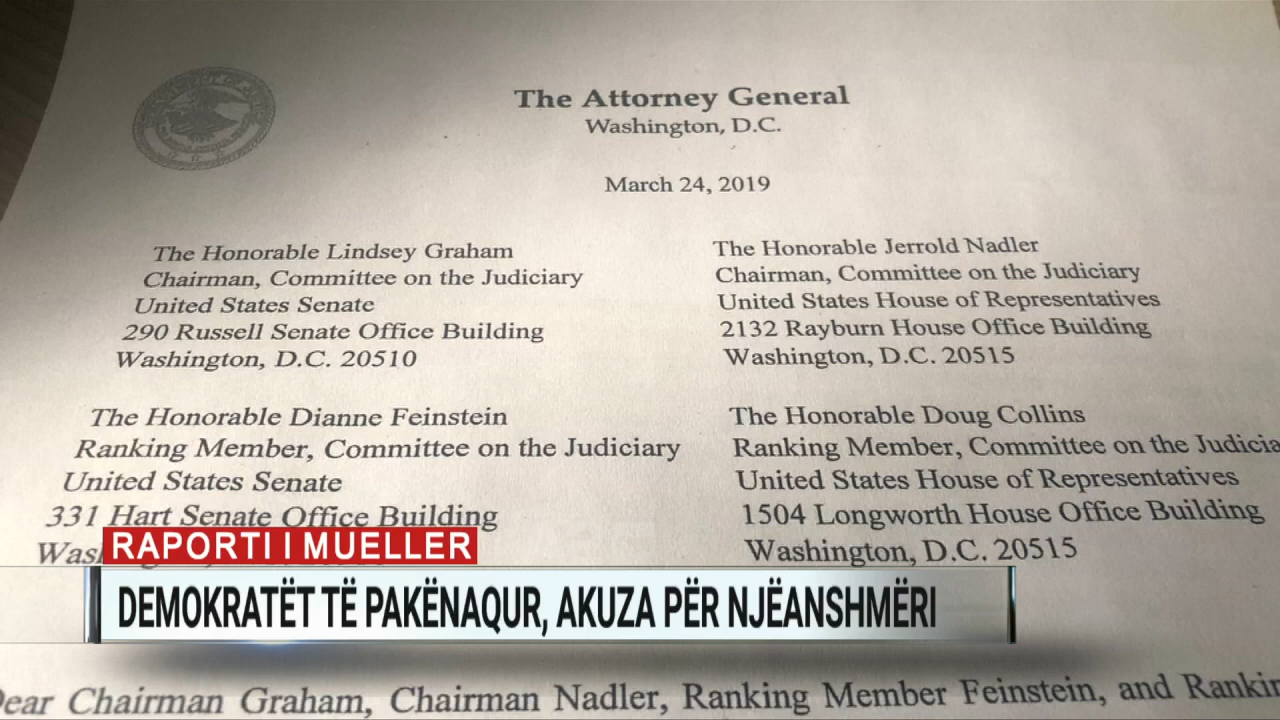 The Attorney General
Washington, D.C.
March 24, 2019
The Honorable Lindsey Graham
Chairman, Committee on the Judiciary
United States Senate
290 Russell Senate Office Building
Washington, D.C. 20510
The Honorable Jerrold Nadler
Chairman, Committee on the Judiciary
United States House of Representatives
2132 Rayburn House Office Building
Washington, D.C. 20515
The Honorable Dianne Feinstein
Ranking Member, Committee on the Judiciary
United States Senate
331 Hart Senate Office Building
The Honorable Doug Collins
Ranking Member, Committee on the Judicia
United States House of Representatives
1504 Longworth House Office Building
Washington, D.C. 20515
RAPORTI I MUELLER
DEMOKRATËT TË PAKËNAQUR, AKUZA PËR NJËANSHMËRI
Dear Chairman Graham, Chairman Nadler, Ranking Member Feinstein, and Rankin